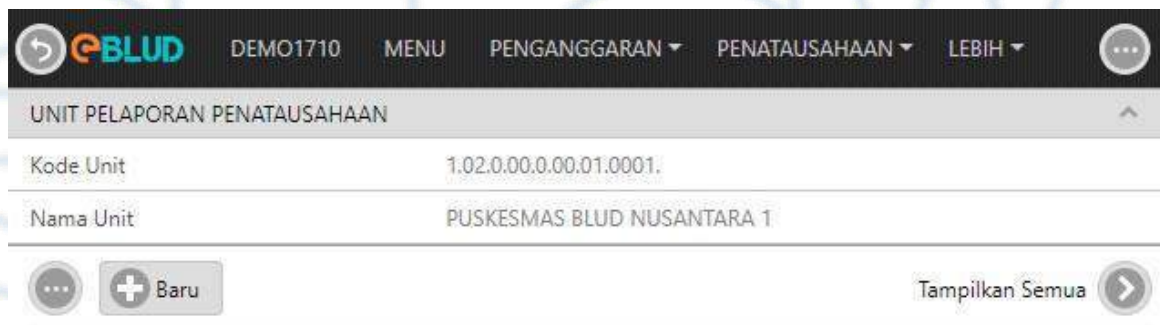 eBLUD DEMO1710 MENU PENGANGGARAN PENATAUSAHAAN LEBIH
UNIT PELAPORAN PENATAUSAHAAN
Kode Unit 1.02.0.00.0.00.01.0001.
Nama Unit PUSKESMAS BLUD NUSANTARA 1
Baru Tampilkan Semua